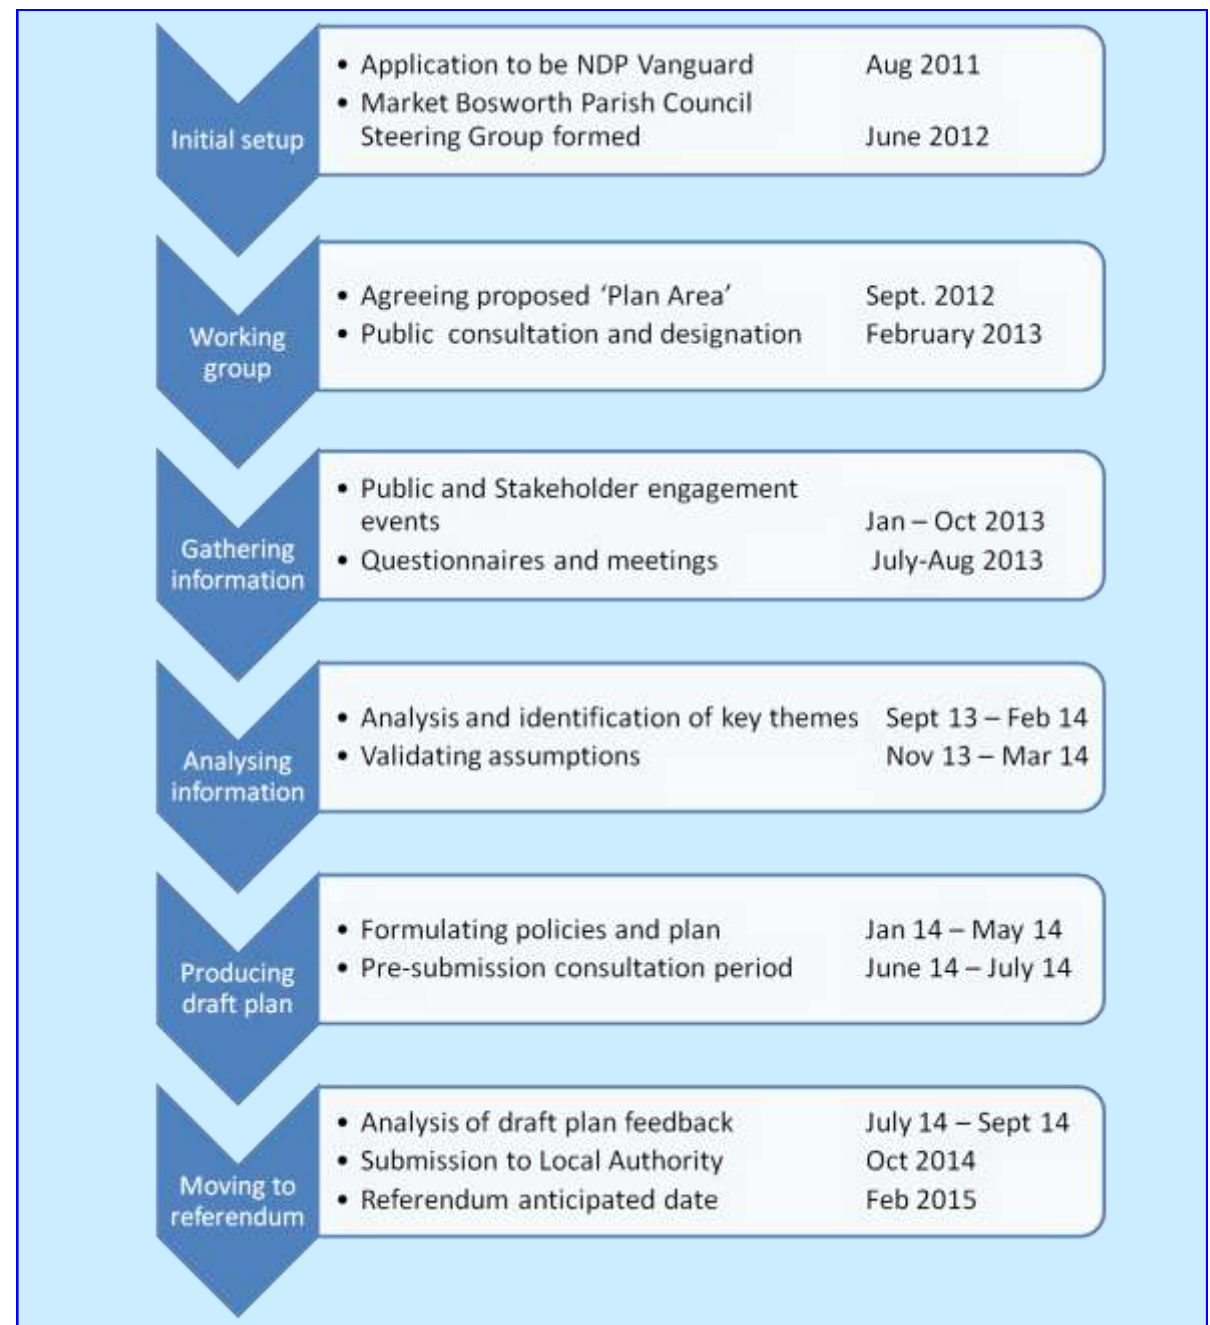 Initial setup
• Application to be NDP Vanguard Aug 2011
• Market Bosworth Parish Council
Steering Group formed June 2012
Working
group
• Agreeing proposed ‘Plan Area’ Sept. 2012
• Public consultation and designation February 2013
Gathering
information
• Public and Stakeholder engagement
events Jan – Oct 2013
• Questionnaires and meetings July-Aug 2013
Analysing
information
• Analysis and identification of key themes Sept 13 – Feb 14
• Validating assumptions Nov 13 – Mar 14
Producing
draft plan
• Formulating policies and plan Jan 14 – May 14
• Pre-submission consultation period June 14 – July 14
Moving to
referendum
• Analysis of draft plan feedback July 14 – Sept 14
• Submission to Local Authority Oct 2014
• Referendum anticipated date Feb 2015